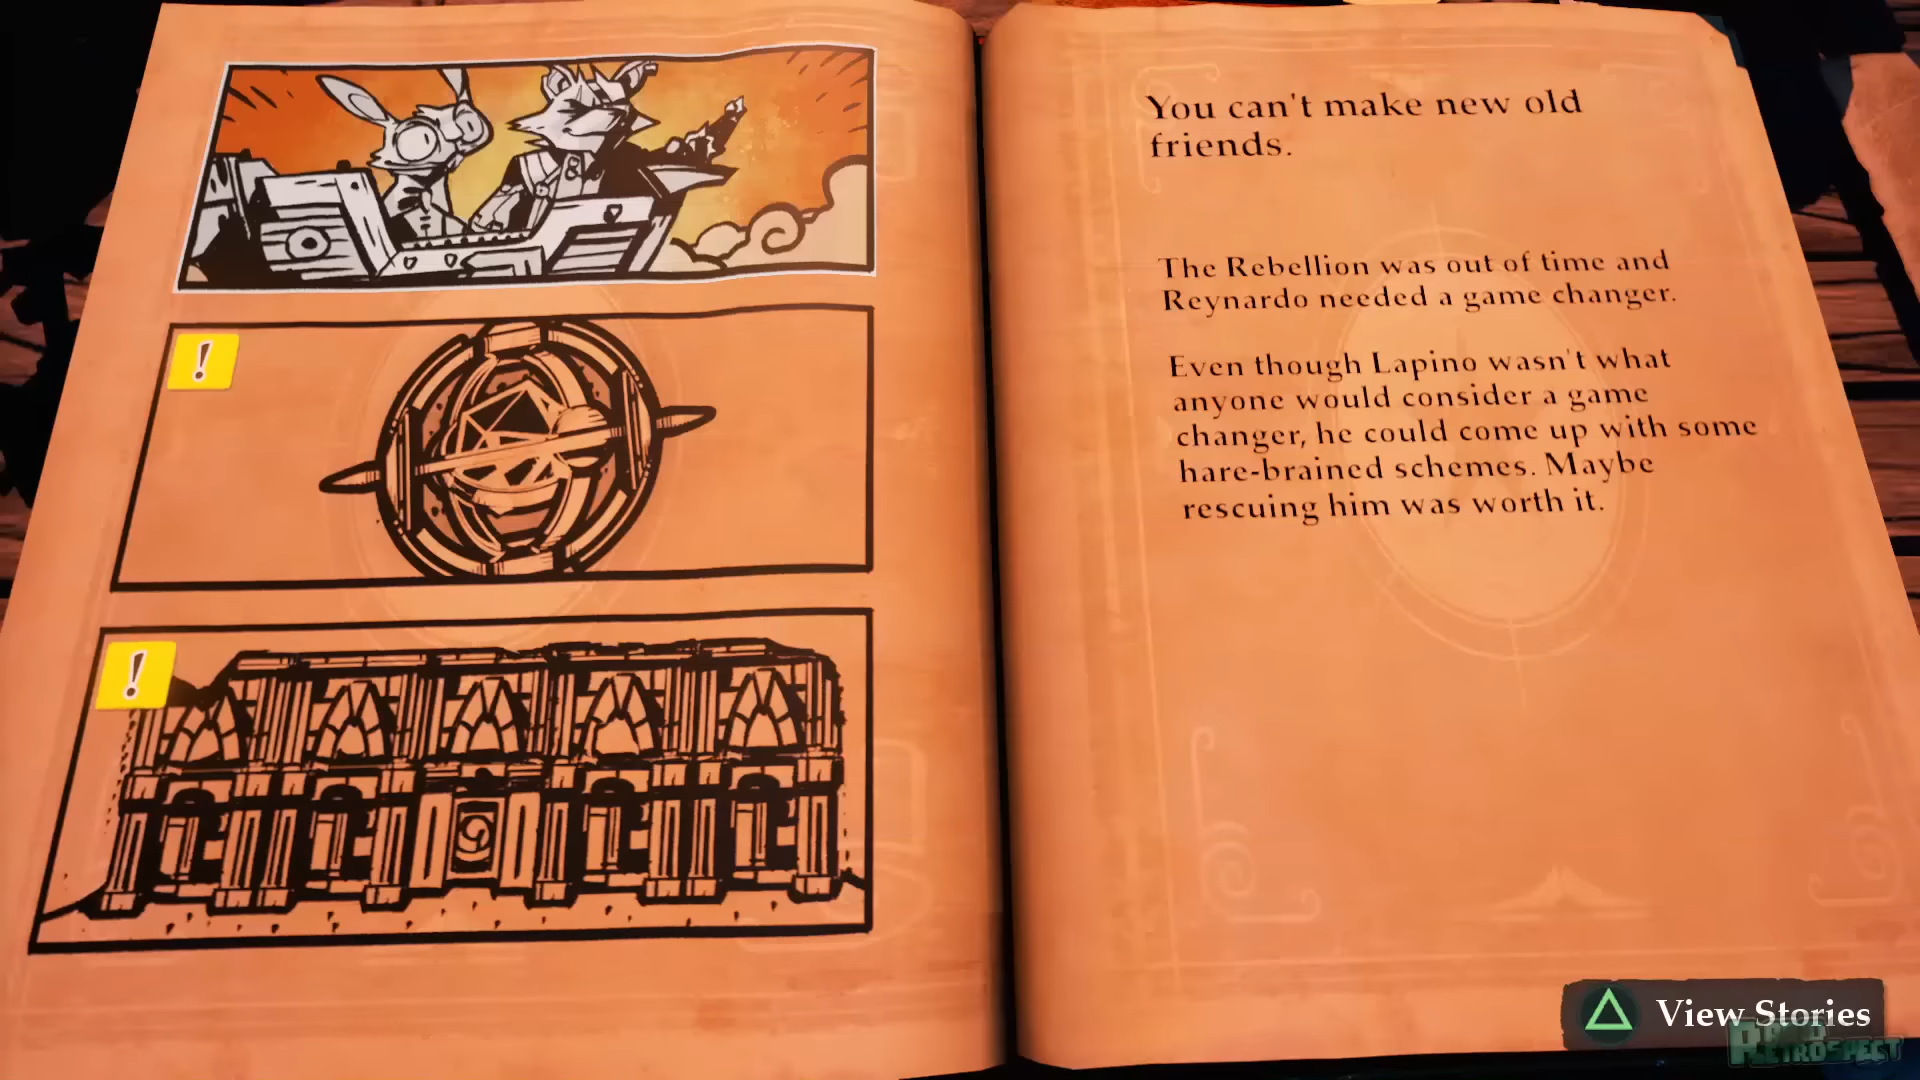 You can't make new old
friends.
The Rebellion was out of time and
Reynardo needed a game changer.
Even though Lapino wasn't what
anyone would consider a game
changer, he could come up with some
hare-brained schemes. Maybe
rescuing him was worth it.
!
!
View Stories
RETROSPECT